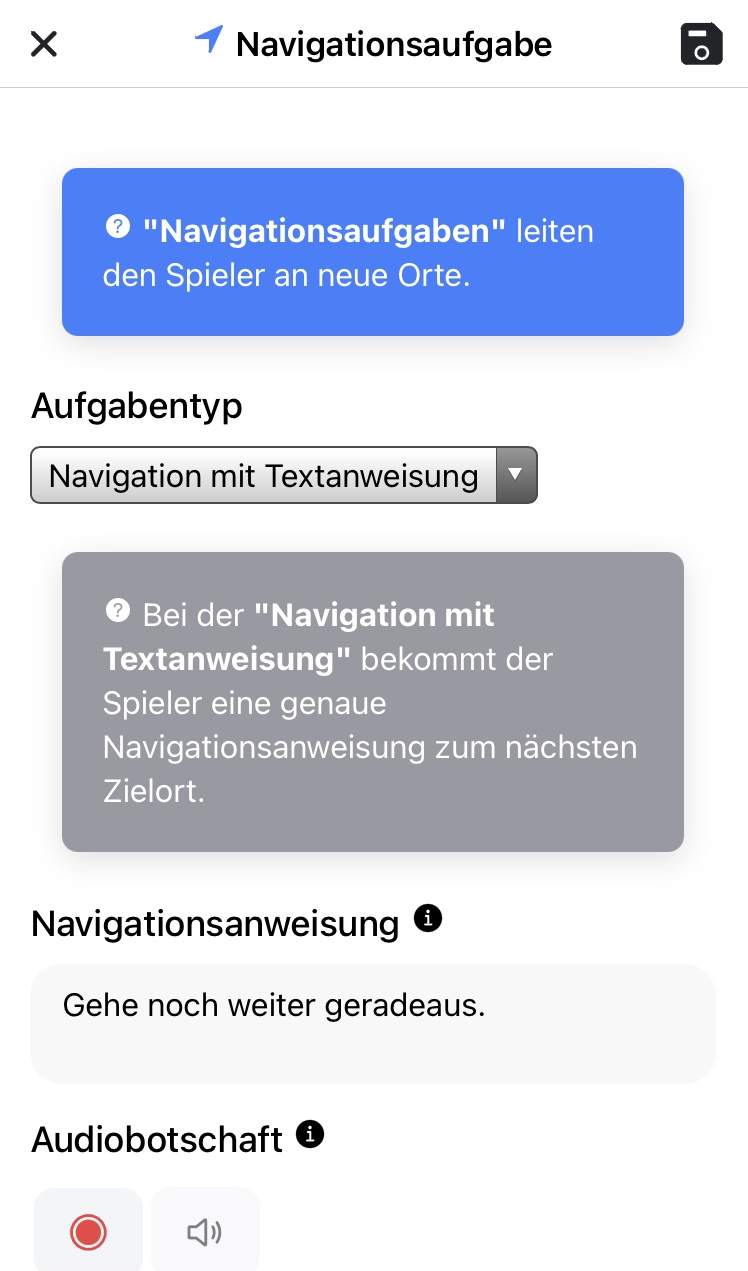 Navigationsaufgabe
"Navigationsaufgaben" leiten
den Spieler an neue Orte.
Aufgabentyp
Navigation mit Textanweisung
Bei der "Navigation mit
Textanweisung" bekommt der
Spieler eine genaue
Navigationsanweisung zum nächsten
Zielort.
Navigationsanweisung
Gehe noch weiter geradeaus.
Audiobotschaft